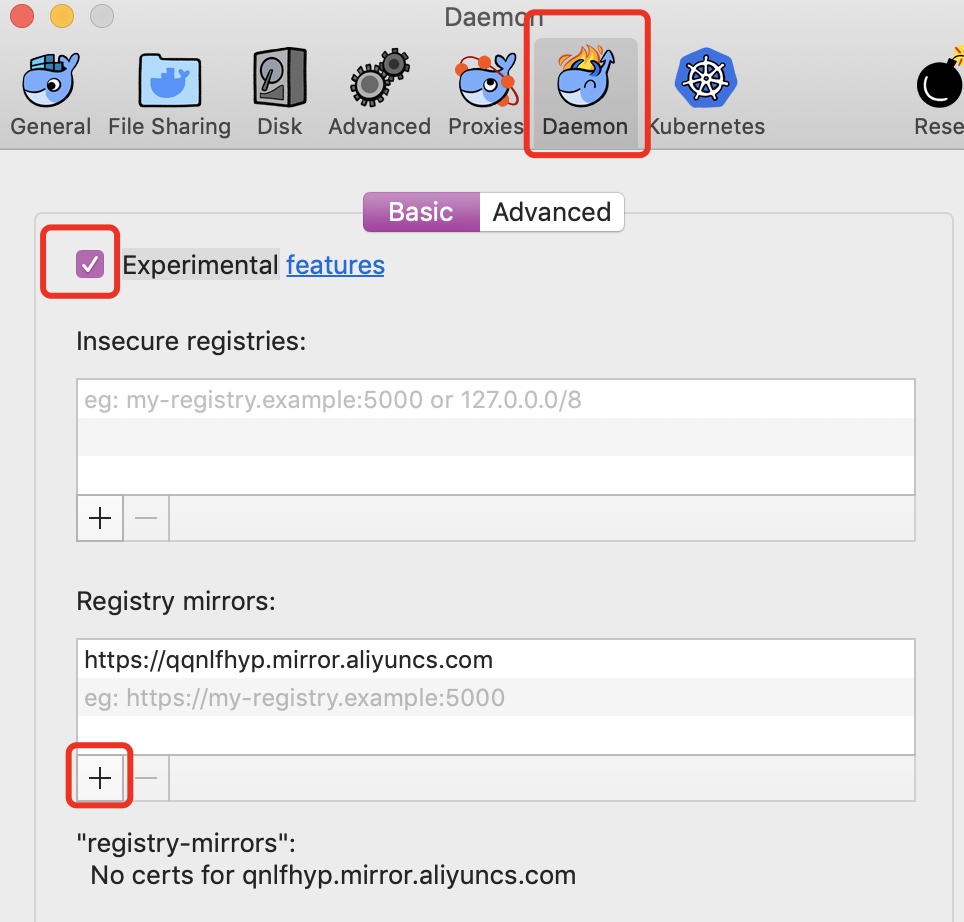 Daemon
General File Sharing Disk Advanced Proxies Daemon Kubernetes Rese
Basic Advanced
Experimental features
Insecure registries:
eg: my-registry.example:5000 or 127.0.0.0/8
Registry mirrors:
https://qqnlfhyp.mirror.aliyuncs.com
eg: https://my-registry.example:5000
"registry-mirrors":
No certs for qnlfhyp.mirror.aliyuncs.com